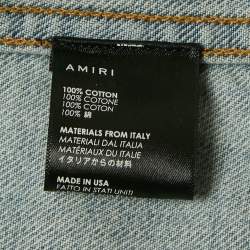 AMIRI
100% COTTON
100% COTONE
100% COTON
100% 綿
MATERIALS FROM ITALY
MATERIALI DAL ITALIA
MATÉRIAUX DU ITALIE
イタリアからの材料
MADE IN USA
FATTO IN STATI UNITI